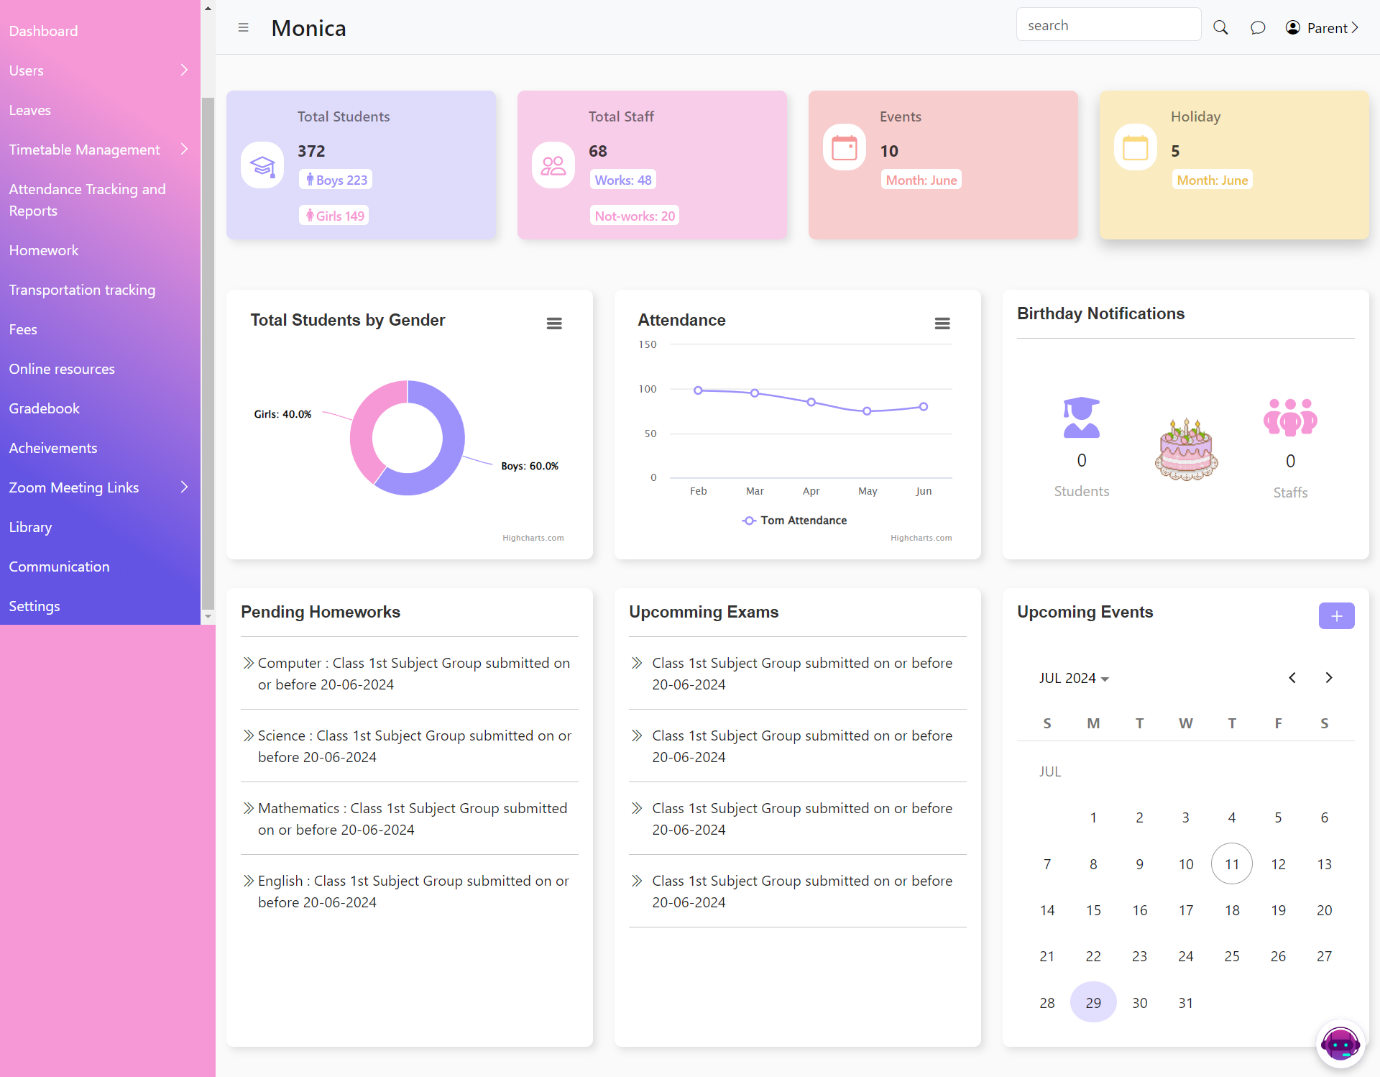 Dashboard
Users
Leaves
Timetable Management
Attendance Tracking and
Reports
Homework
Transportation tracking
Fees
Online resources
Gradebook
Acheivements
Zoom Meeting Links
Library
Communication
Settings
Monica
search
Parent
Total Students
372
Boys 223
Girls 149
Total Staff
68
Works: 48
Not-works: 20
Events
10
Month: June
Holiday
5
Month: June
Total Students by Gender
Girls: 40.0%
Boys: 60.0%
Highcharts.com
Attendance
150
100
50
0
Feb Mar Apr May Jun
Tom Attendance
Highcharts.com
Birthday Notifications
0
Students
0
Staffs
Pending Homeworks
Computer : Class 1st Subject Group submitted on
or before 20-06-2024
Science : Class 1st Subject Group submitted on or
before 20-06-2024
Mathematics : Class 1st Subject Group submitted
on or before 20-06-2024
English : Class 1st Subject Group submitted on or
before 20-06-2024
Upcomming Exams
Class 1st Subject Group submitted on or before
20-06-2024
Class 1st Subject Group submitted on or before
20-06-2024
Class 1st Subject Group submitted on or before
20-06-2024
Class 1st Subject Group submitted on or before
20-06-2024
Upcoming Events
+
JUL 2024
S M T W T F S
JUL
1 2 3 4 5 6
7 8 9 10 11 12 13
14 15 16 17 18 19 20
21 22 23 24 25 26 27
28 29 30 31